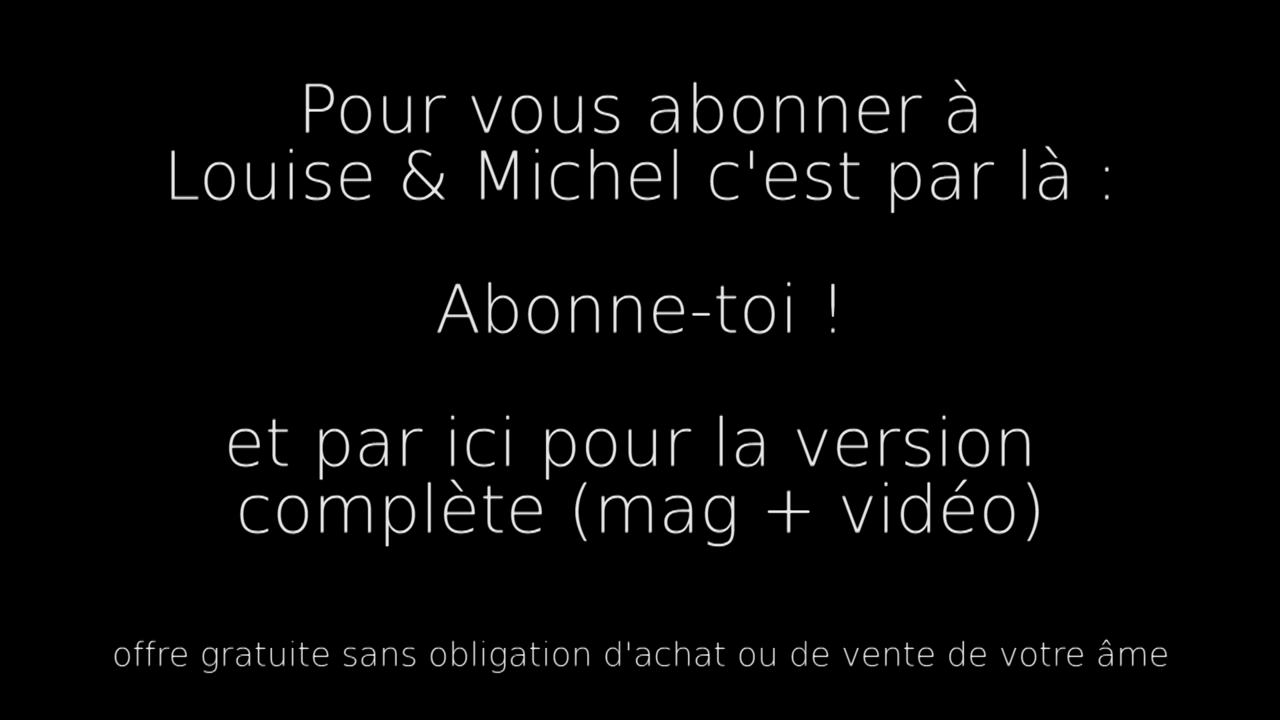 Pour vous abonner à
Louise & Michel c'est par là :
Abonne-toi !
et par ici pour la version
complète (mag + vidéo)
offre gratuite sans obligation d'achat ou de vente de votre âme